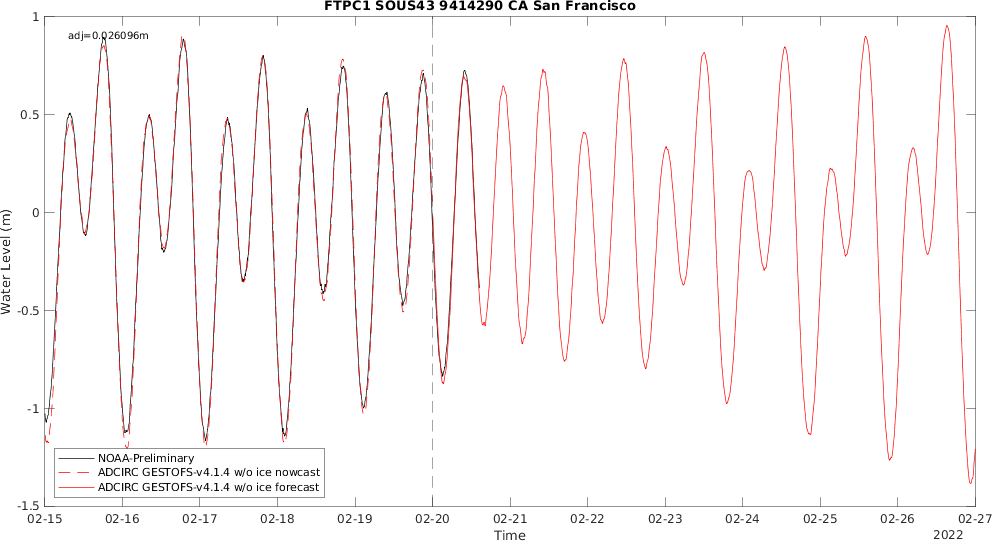 FTPC1 SOUS43 9414290 CA San Francisco
adj=0.026096m
1
0.5
0
-0.5
-1
-1.5
Water Level (m)
NOAA-Preliminary
ADCIRC GESTOFS-v4.1.4 w/o ice nowcast
ADCIRC GESTOFS-v4.1.4 w/o ice forecast
02-15 02-16 02-17 02-18 02-19 02-20 02-21 02-22 02-23 02-24 02-25 02-26 02-27
Time
2022